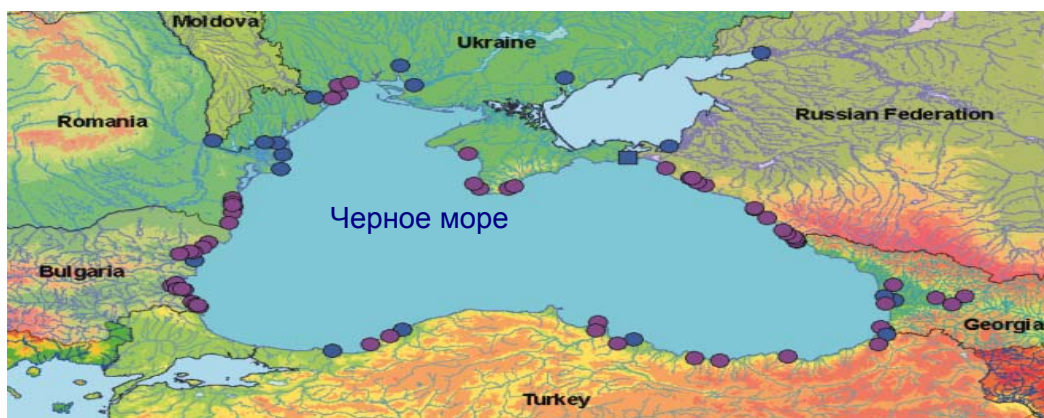 Moldova
Ukraine
Romania
Russian Federation
Черное море
Bulgaria
Georgia
Turkey